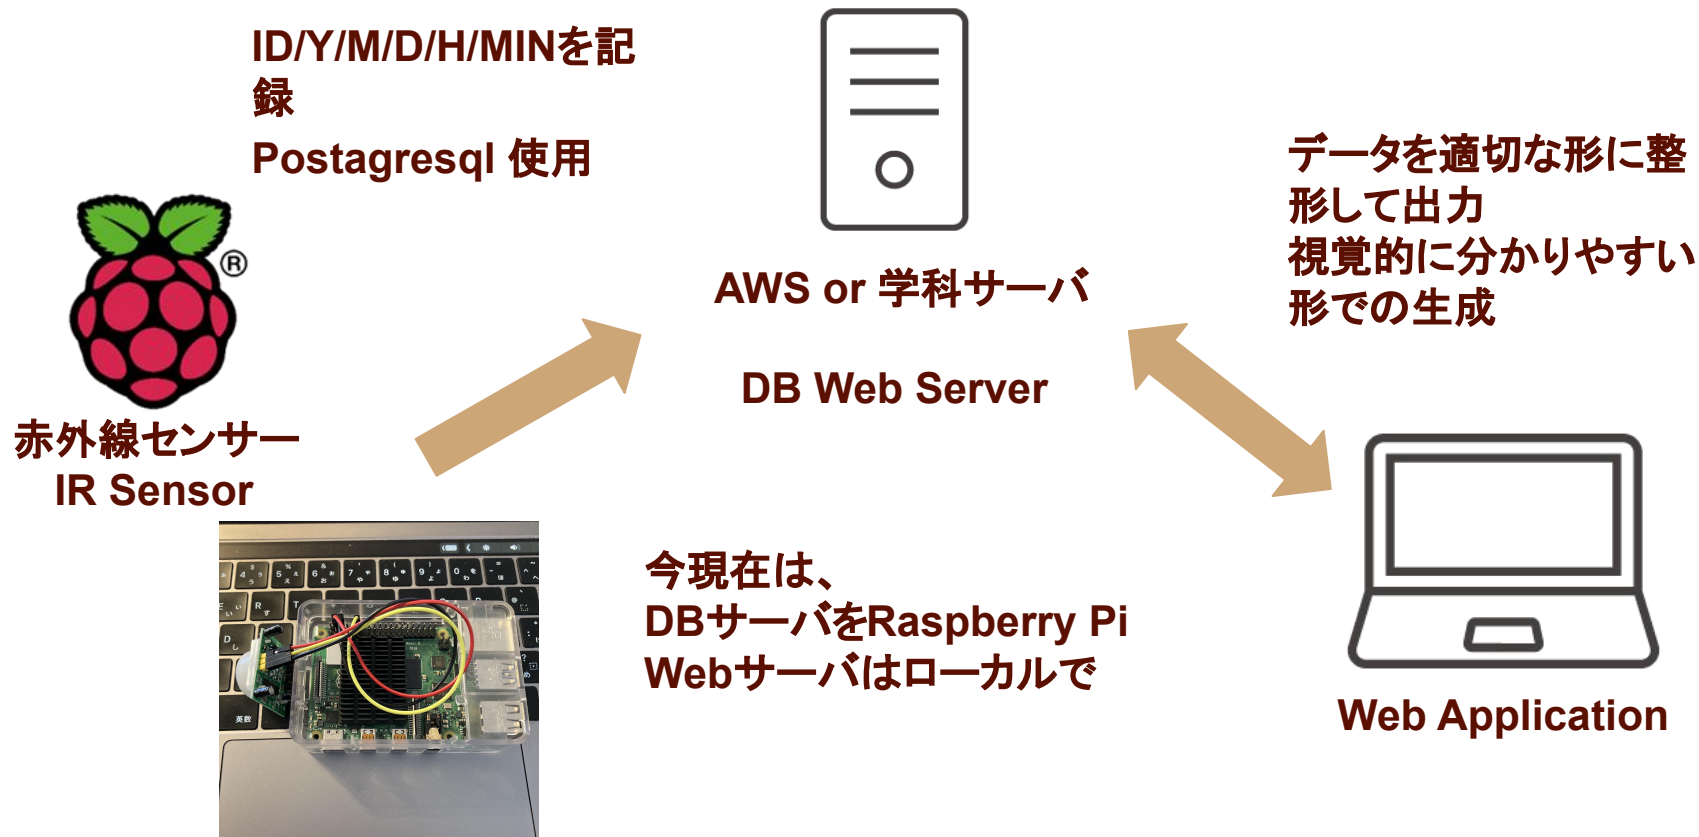 ID/Y/M/D/H/MINを記
録
Postagresql 使用
®
赤外線センサー
IR Sensor
AWS or 学科サーバ
DB Web Server
データを適切な形に整
形して出力
視覚的に分かりやすい
形での生成
今現在は、
DBサーバをRaspberry Pi
Webサーバはローカルで
Web Application
英数